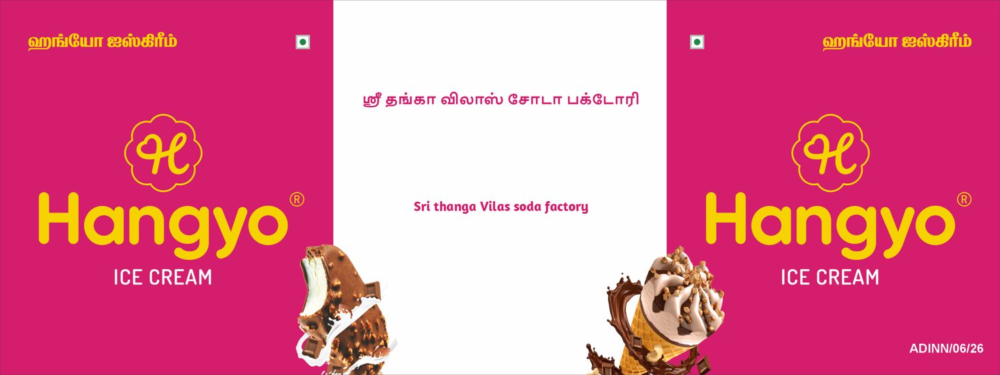 ஹங்யோ ஐஸ்கிரீம்
H
Hangyo®
ICE CREAM
ஸ்ரீ தங்கா விலாஸ் சோடா பக்டோரி
Sri thanga Vilas soda factory
ஹங்யோ ஐஸ்கிரீம்
H
Hangyo®
ICE CREAM
ADINN/06/26